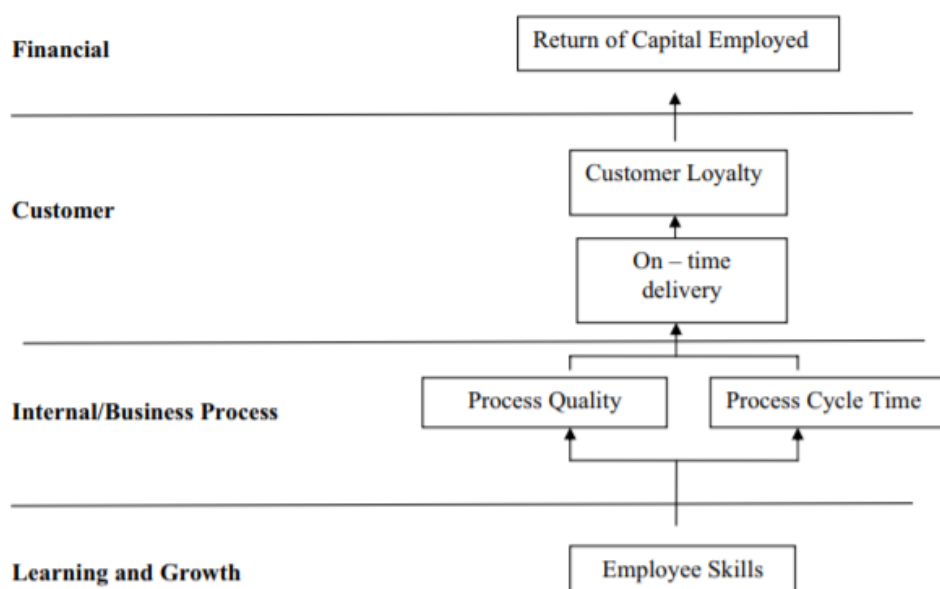 Financial
Return of Capital Employed
Customer Loyalty
Customer
On – time
delivery
Process Quality
Process Cycle Time
Internal/Business Process
Learning and Growth
Employee Skills